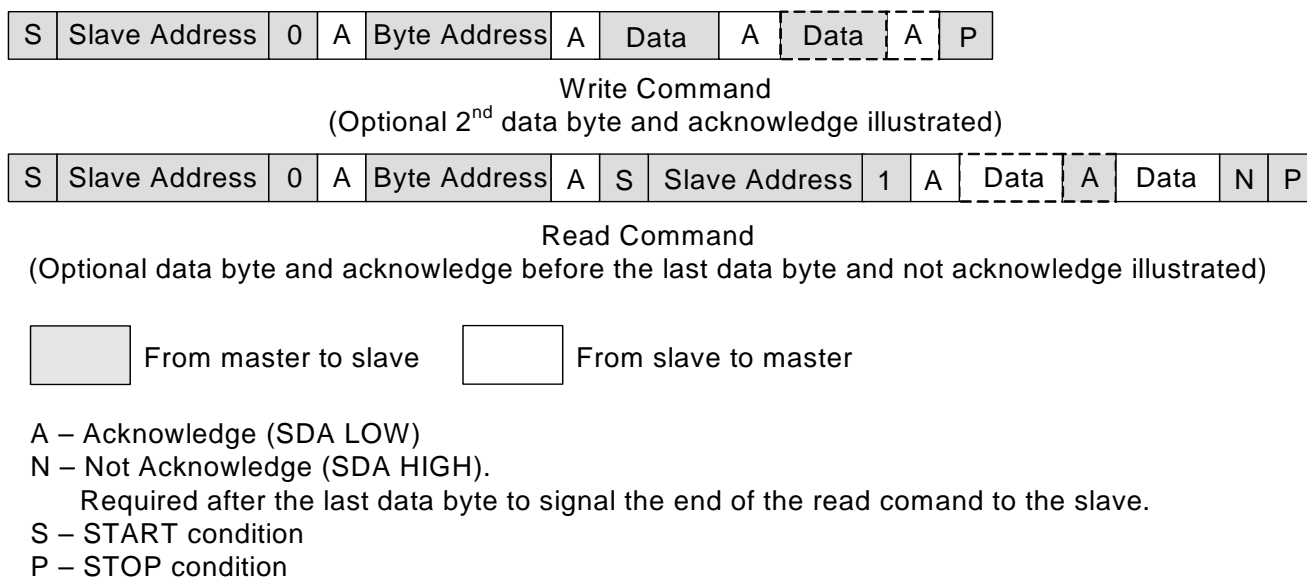 S Slave Address 0 A Byte Address A Data A Data A P
Write Command
(Optional 2nd data byte and acknowledge illustrated)
S Slave Address 0 A Byte Address A S Slave Address 1 A Data A Data N P
Read Command
(Optional data byte and acknowledge before the last data byte and not acknowledge illustrated)
From master to slave From slave to master
A – Acknowledge (SDA LOW)
N – Not Acknowledge (SDA HIGH).
Required after the last data byte to signal the end of the read comand to the slave.
S – START condition
P – STOP condition